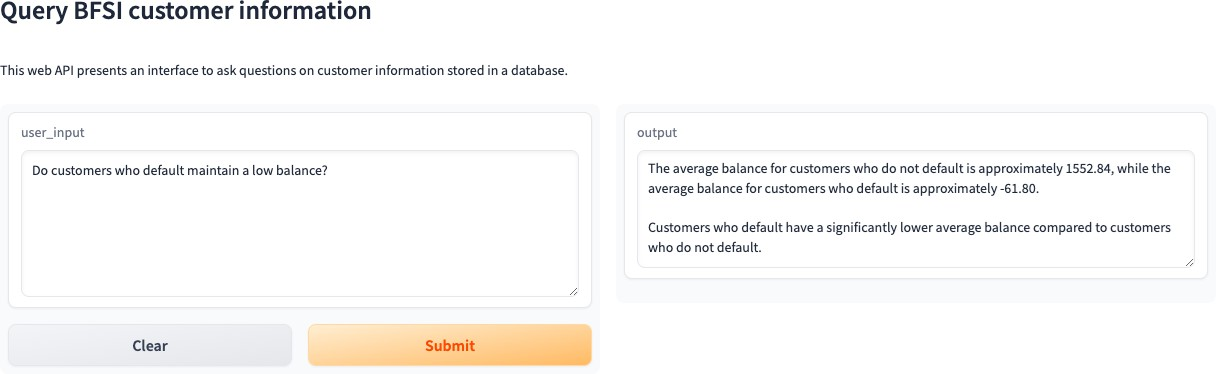 Query BFSI customer information
This web API presents an interface to ask questions on customer information stored in a database.
user_input
Do customers who default maintain a low balance?
Clear
Submit
output
The average balance for customers who do not default is approximately 1552.84, while the
average balance for customers who default is approximately -61.80.
Customers who default have a significantly lower average balance compared to customers
who do not default.